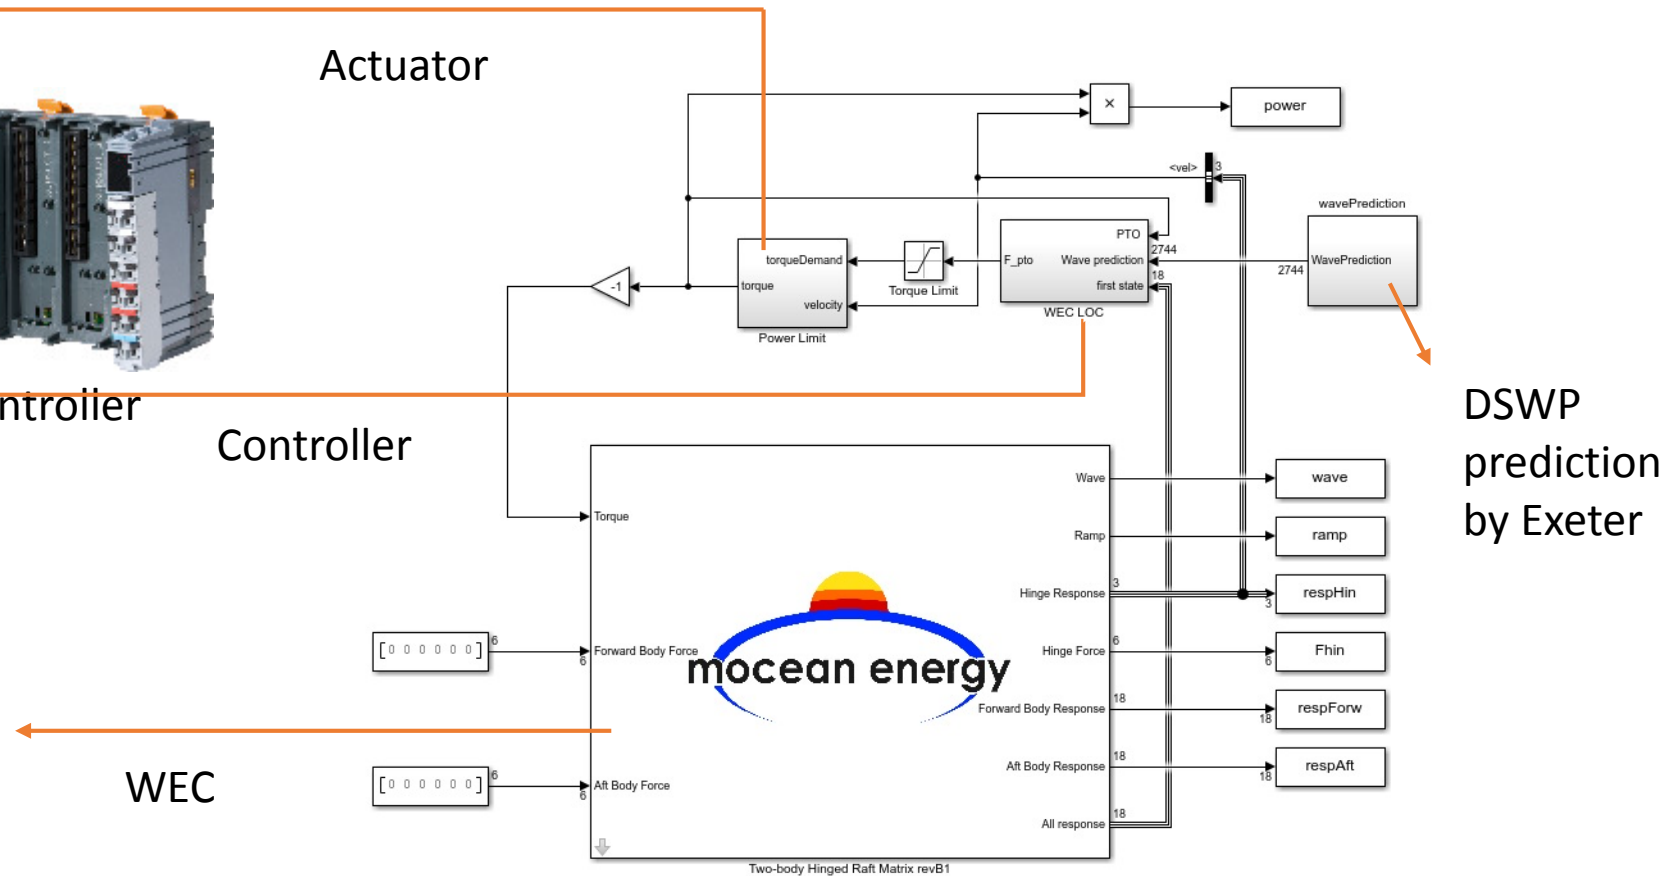 Actuator
×
power
<vel>
3
wavePrediction
PTO
2744
torqueDemand
F_pto
Wave prediction
WavePrediction
2744
18
-1
torque
Torque Limit
first state
velocity
WEC LOC
Power Limit
ntroller
Controller
DSWP
prediction
by Exeter
Wave
wave
Torque
Ramp
ramp
3
Hinge Response
3
respHin
[0 0 0 0 0 0]
6
6
Forward Body Force
mocean energy
6
Hinge Force
6
Fhin
18
Forward Body Response
18
respForw
WEC
[0 0 0 0 0 0]
6
6
Aft Body Force
18
Aft Body Response
18
respAft
18
All response
Two-body Hinged Raft Matrix revB1